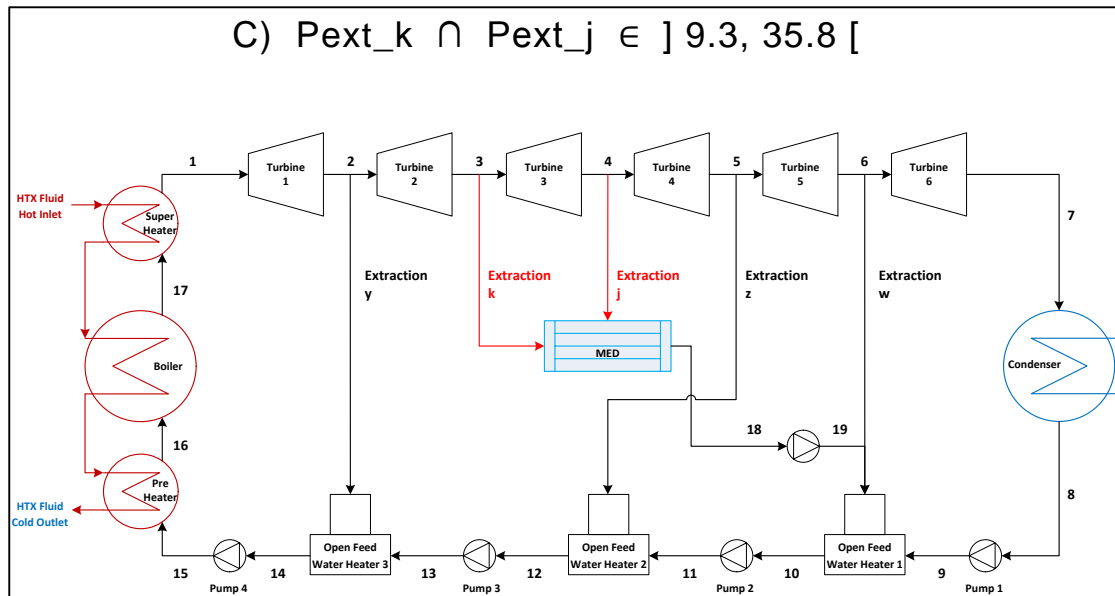 C) Pext_k ∩ Pext_j ∈ ] 9.3, 35.8 [
1
2
3
4
5
6
Turbine
1
Turbine
2
Turbine
3
Turbine
4
Turbine
5
Turbine
6
HTX Fluid
Hot Inlet
Super
Heater
7
Extraction
y
Extraction
k
Extraction
j
Extraction
z
Extraction
w
17
MED
Boiler
Condenser
18
19
16
Pre
Heater
8
HTX Fluid
Cold Outlet
Open Feed
Water Heater 3
Open Feed
Water Heater 2
Open Feed
Water Heater 1
15
14
13
12
11
10
9
Pump 4
Pump 3
Pump 2
Pump 1